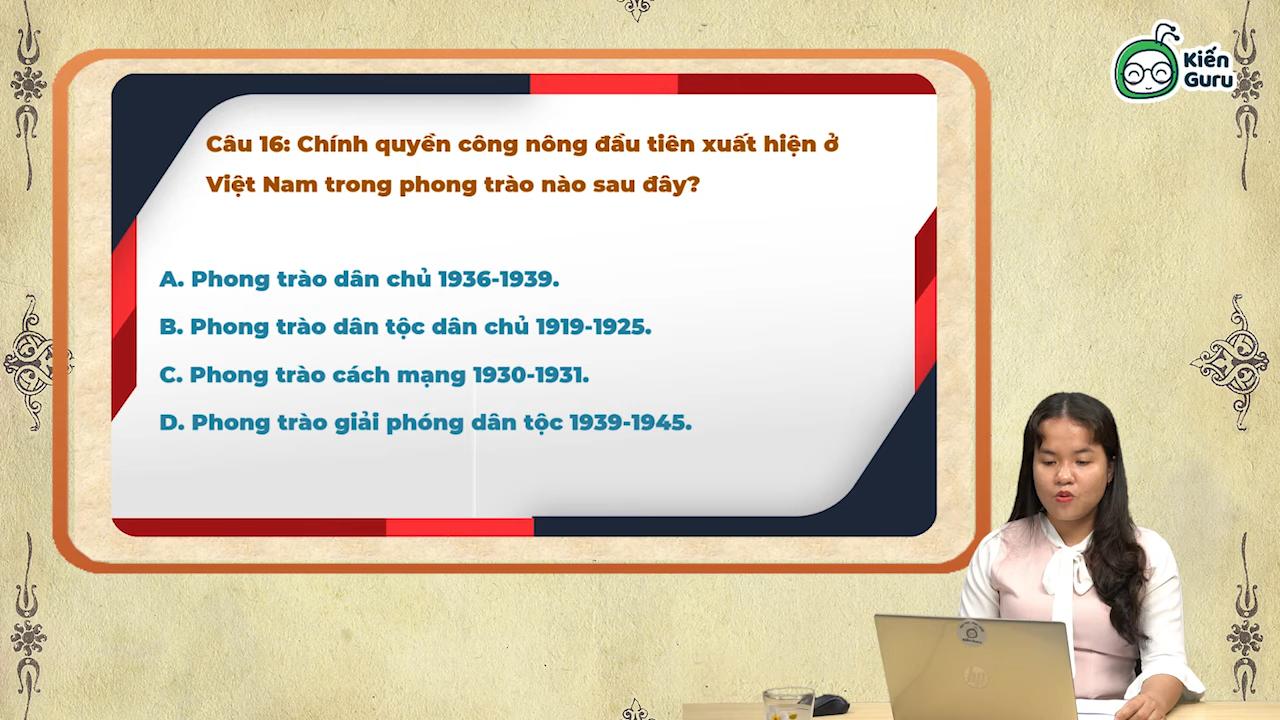 Kiến
Guru
Câu 16: Chính quyền công nông đầu tiên xuất hiện ở
Việt Nam trong phong trào nào sau đây?
A. Phong trào dân chủ 1936-1939.
B. Phong trào dân tộc dân chủ 1919-1925.
C. Phong trào cách mạng 1930-1931.
D. Phong trào giải phóng dân tộc 1939-1945.